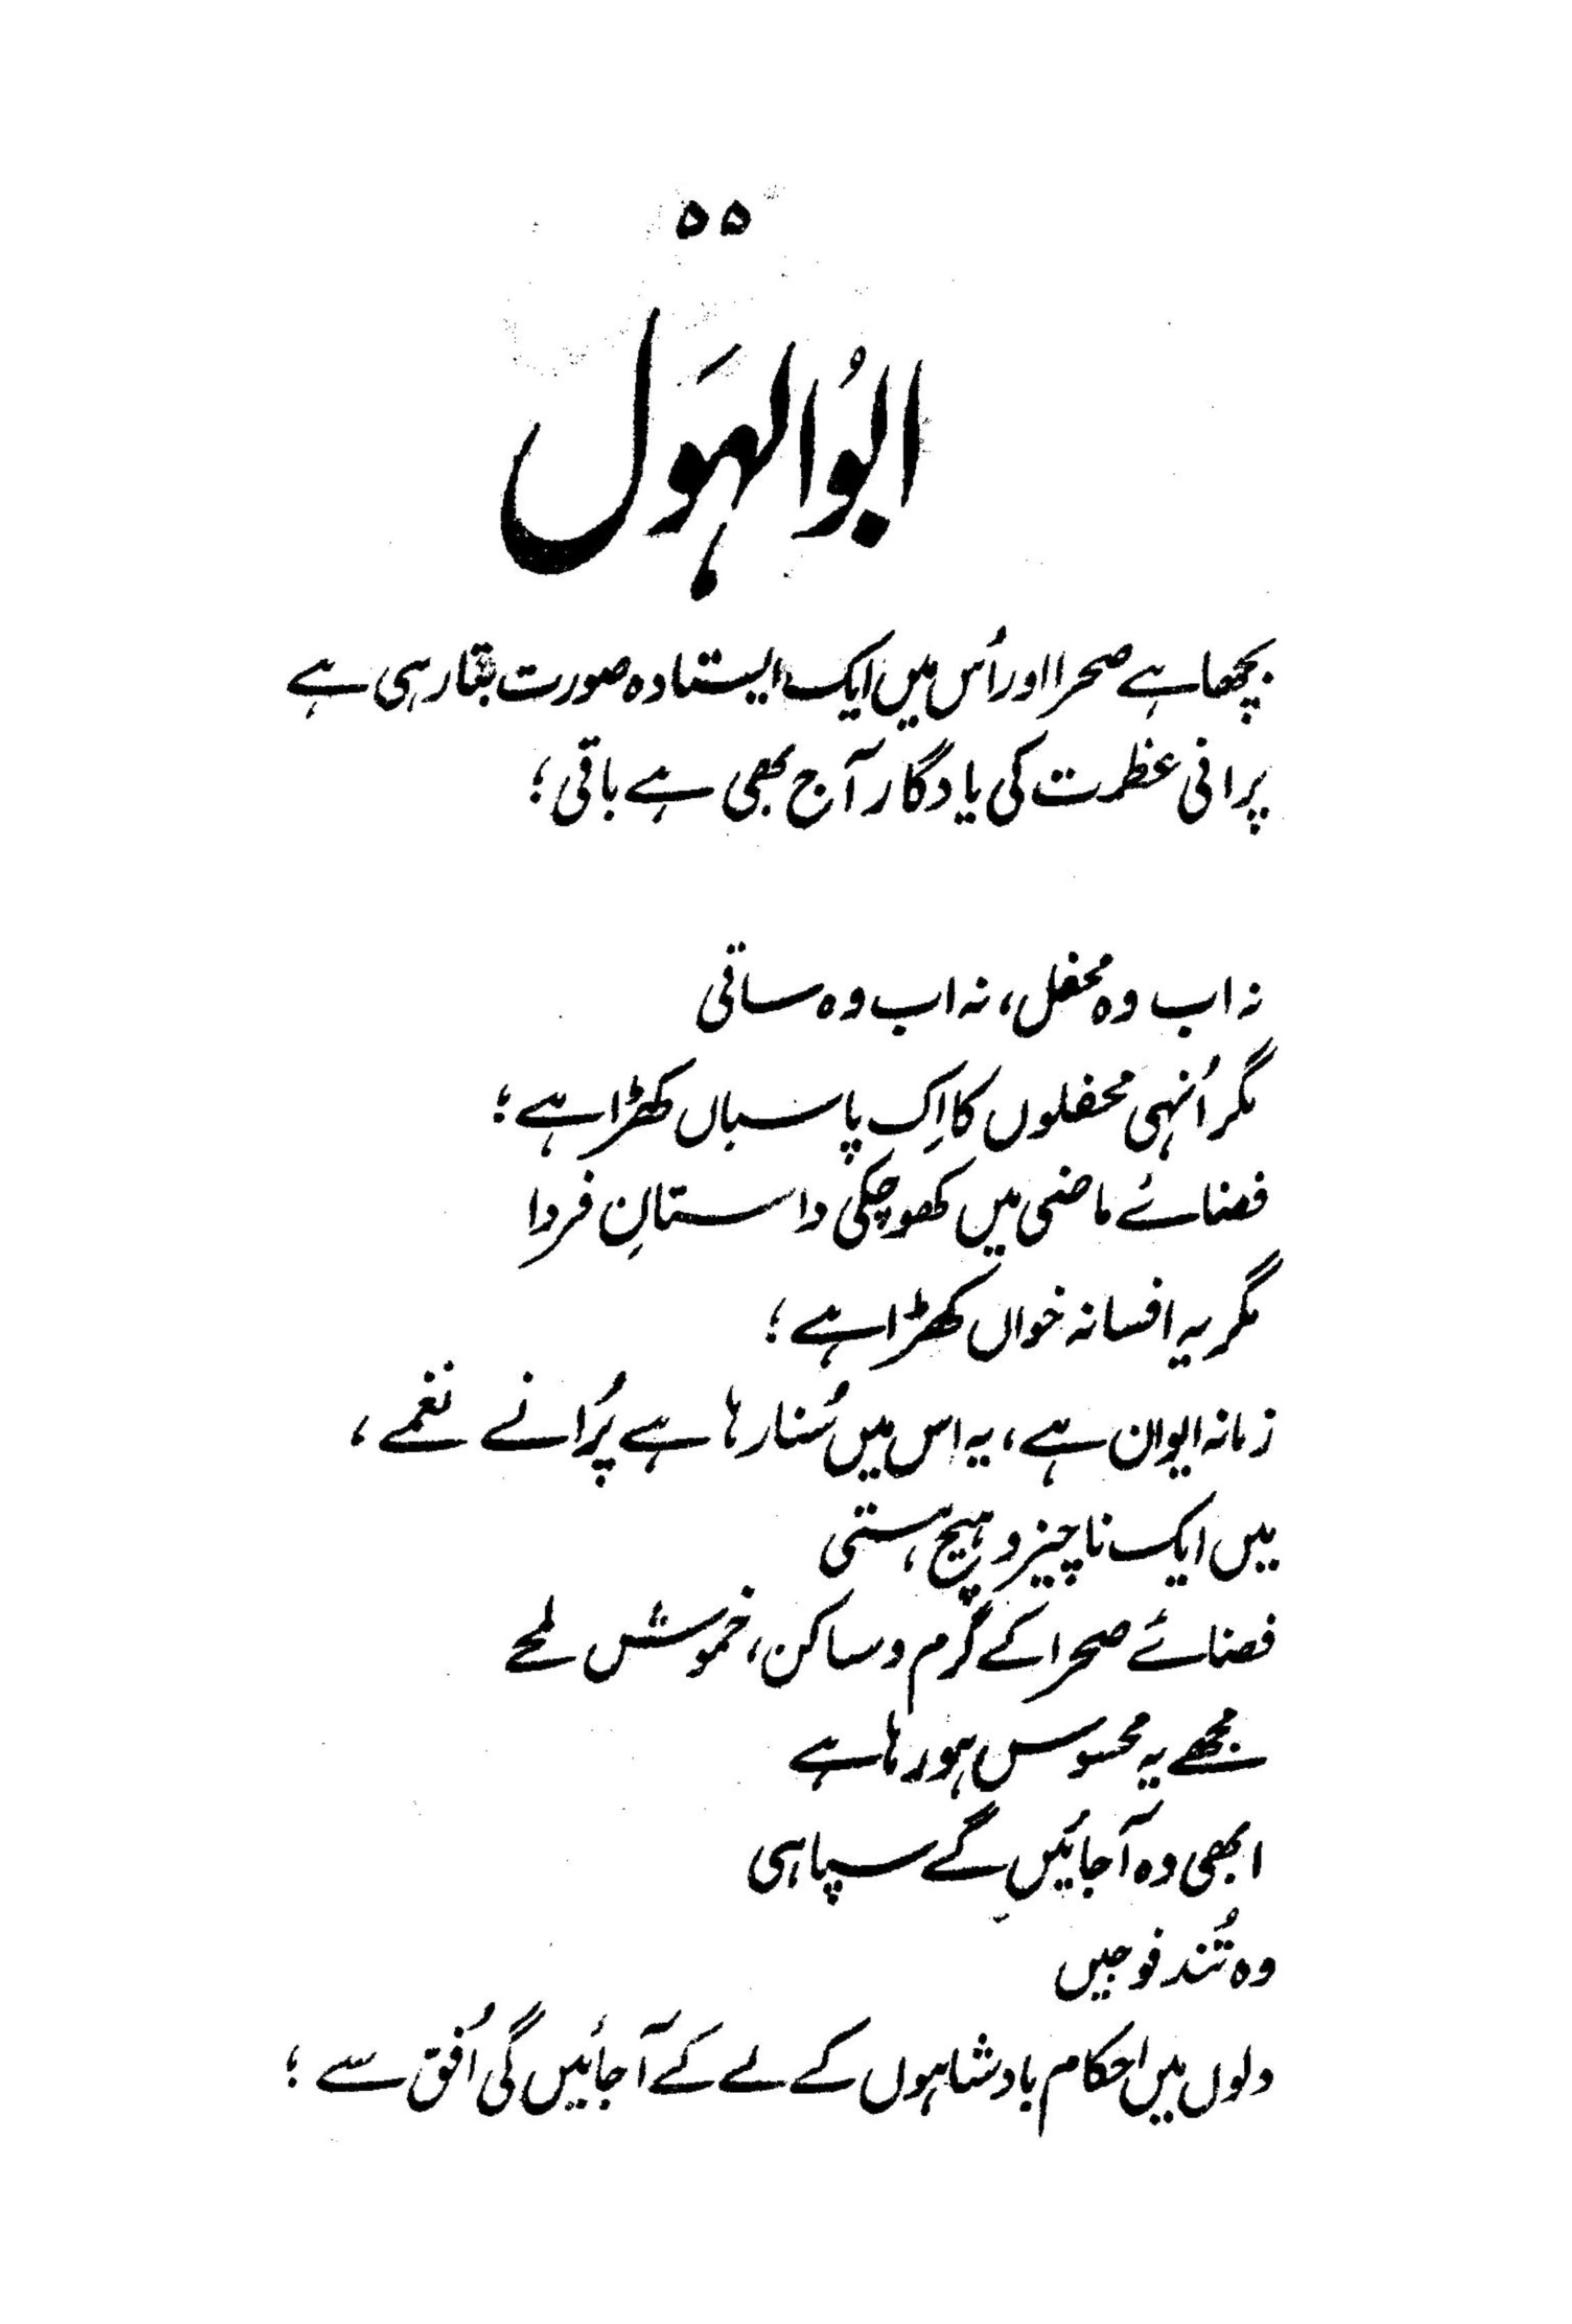 ۵۵
ابُوالہَول
بچھا ہے صحرا اور اُس میں ایک ایستادہ صورت بتا رہی ہے
پرانی عظمت کی یادگار آج بھی ہے باقی؛
نہ اب وہ محفل، نہ اب وہ ساقی
مگر اُنہی محفلوں کا اِک پاسباں کھڑا ہے؛
فضائے ماضی میں کھو چکی داستانِ فردا
مگر یہ افسانہ خواں کھڑا ہے؛
زمانہ ایوان ہے، یہ اس میں سُنا رہا ہے پُرانے نغمے،
میں ایک ناچیز و ہیچ ہستی
فضائے صحرا کے گرم و ساکن، خموش لمحے
مجھے یہ محسوس ہو رہا ہے
ابھی وہ آ جائیں گے سپاہی
وہ تُند فوجیں
دلوں میں احکام بادشاہوں کے لے کے آ جائیں گی اُفق سے؛